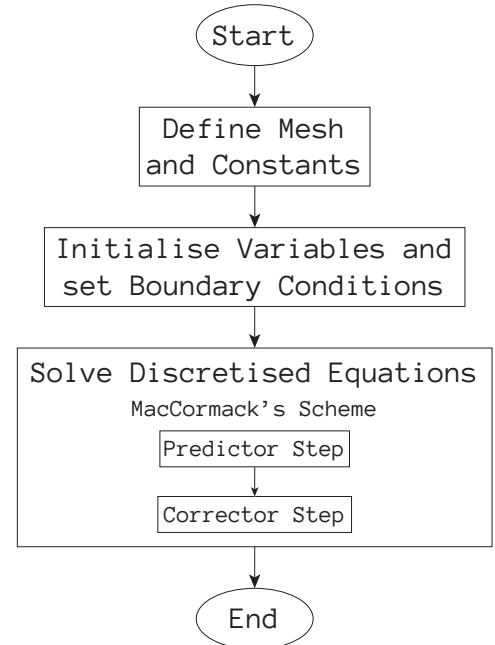 Start
Define Mesh
and Constants
Initialise Variables and
set Boundary Conditions
Solve Discretised Equations
MacCormack's Scheme
Predictor Step
Corrector Step
End